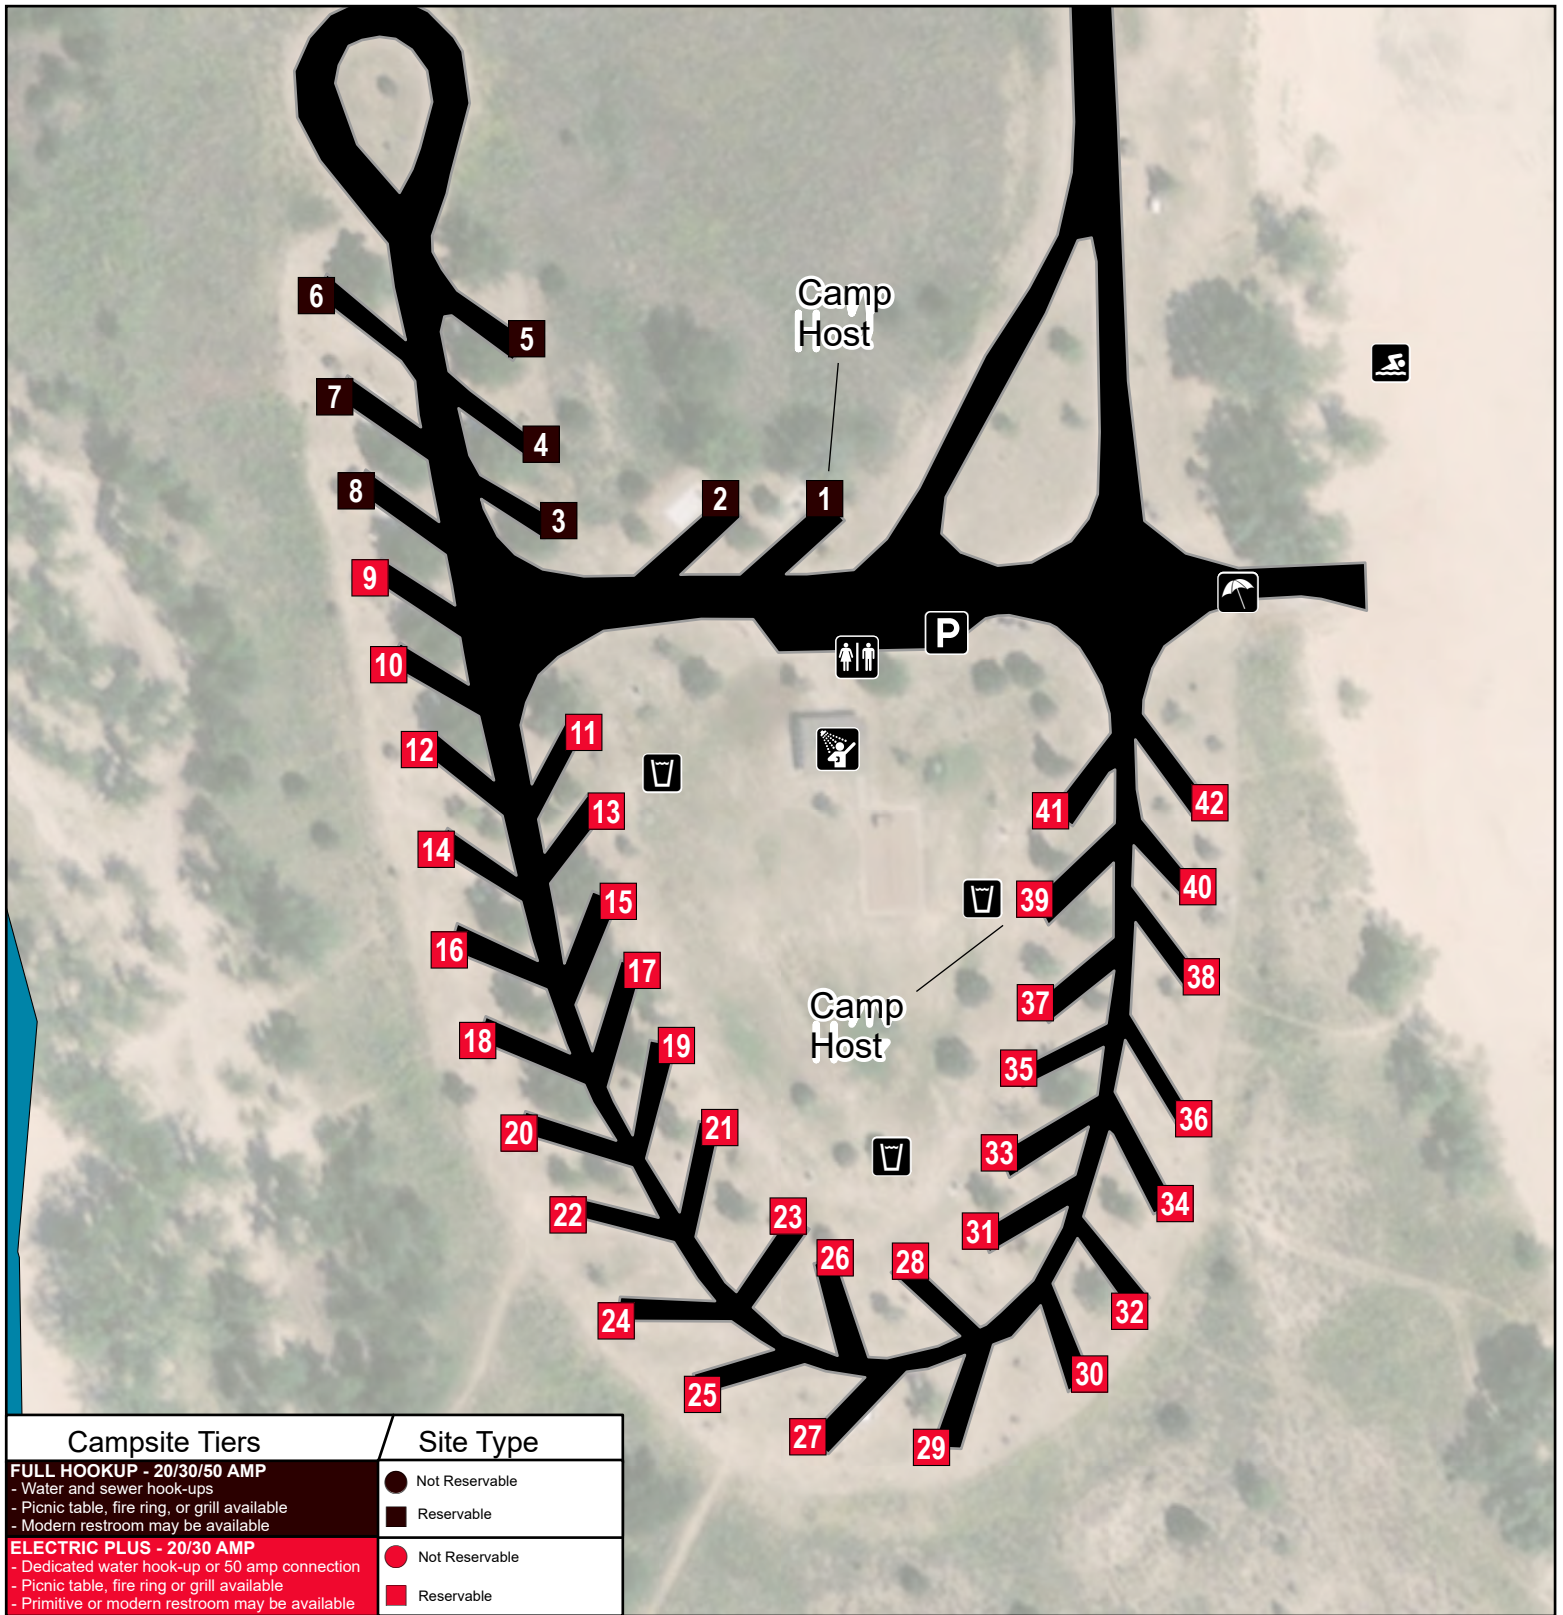 Camp
Host
6
5
7
4
8
2
1
3
9
P
10
11
12
42
13
41
14
40
39
15
16
17
38
37
Camp
Host
18
19
35
20
21
36
33
22
23
34
31
26
28
24
32
25
30
27
29
Campsite Tiers
Site Type
FULL HOOKUP - 20/30/50 AMP
- Water and sewer hook-ups
- Picnic table, fire ring, or grill available
- Modern restroom may be available
Not Reservable
Reservable
ELECTRIC PLUS - 20/30 AMP
- Dedicated water hook-up or 50 amp connection
- Picnic table, fire ring or grill available
- Primitive or modern restroom may be available
Not Reservable
Reservable